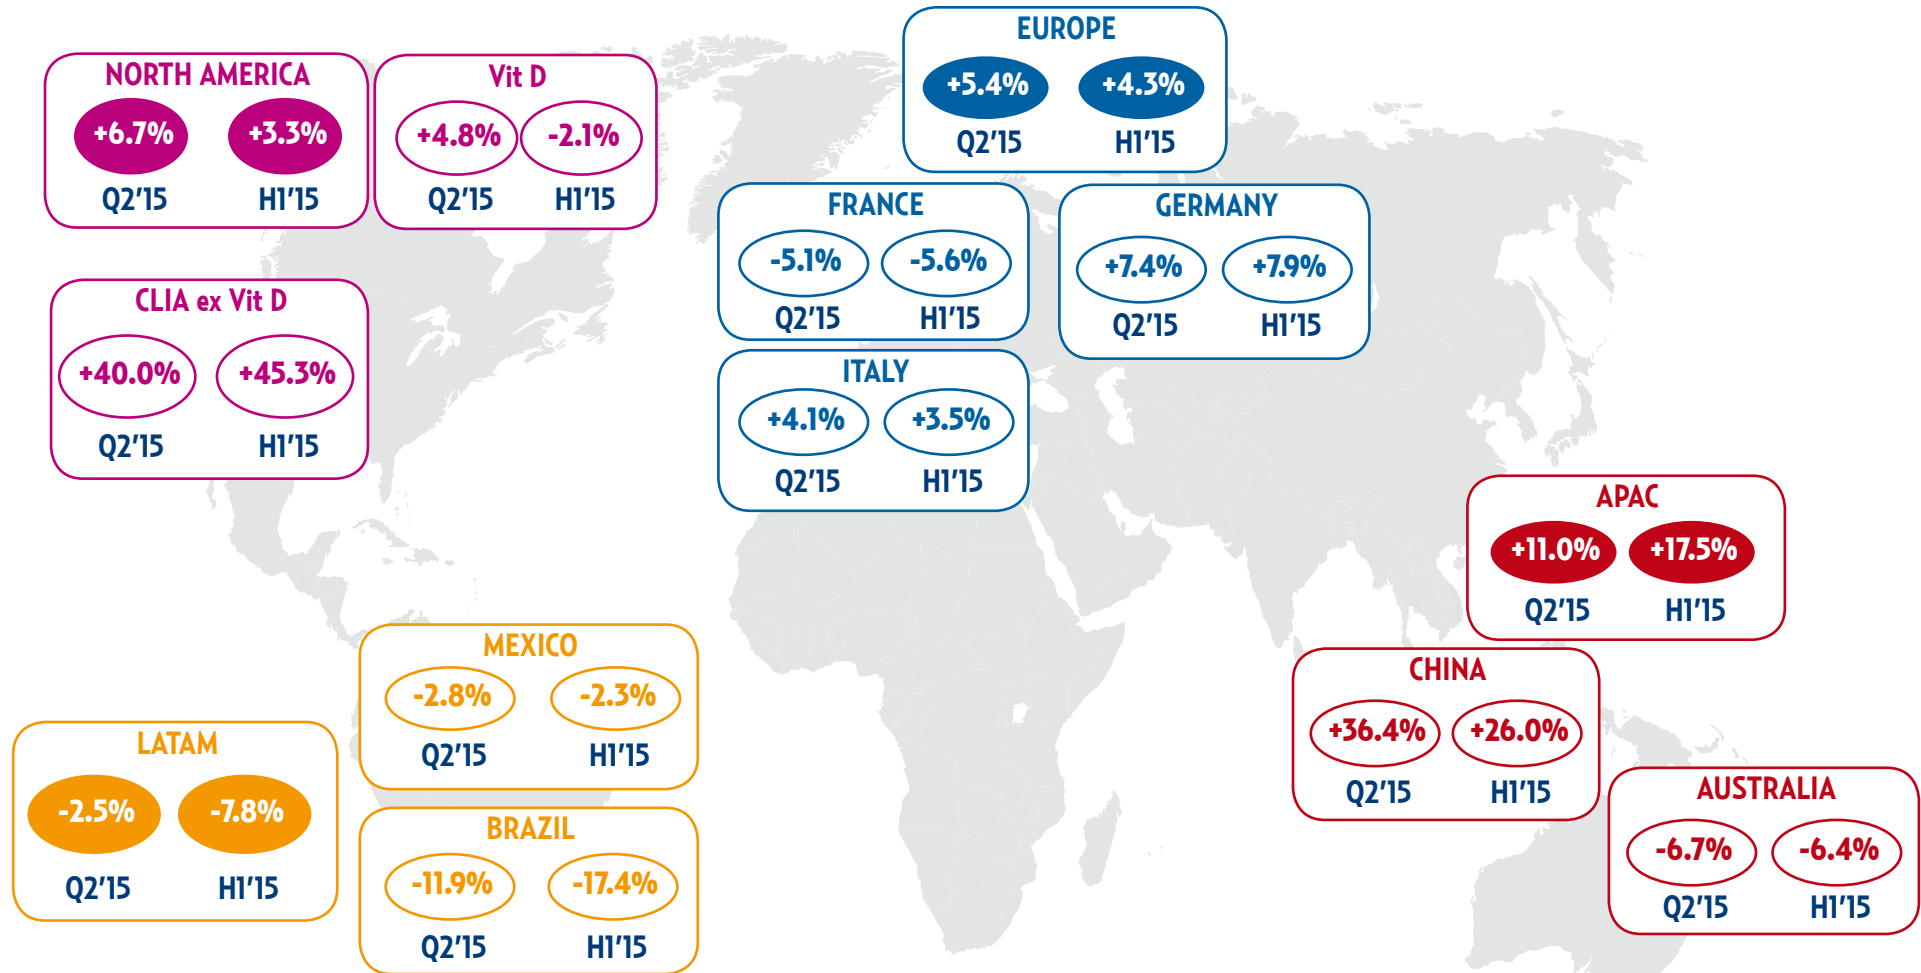 NORTH AMERICA
+6.7% +3.3%
Q2'15 H1'15
Vit D
+4.8% -2.1%
Q2'15 H1'15
CLIA ex Vit D
+40.0% +45.3%
Q2'15 H1'15
EUROPE
+5.4% +4.3%
Q2'15 H1'15
FRANCE
-5.1% -5.6%
Q2'15 H1'15
GERMANY
+7.4% +7.9%
Q2'15 H1'15
ITALY
+4.1% +3.5%
Q2'15 H1'15
APAC
+11.0% +17.5%
Q2'15 H1'15
CHINA
+36.4% +26.0%
Q2'15 H1'15
AUSTRALIA
-6.7% -6.4%
Q2'15 H1'15
MEXICO
-2.8% -2.3%
Q2'15 H1'15
LATAM
-2.5% -7.8%
Q2'15 H1'15
BRAZIL
-11.9% -17.4%
Q2'15 H1'15